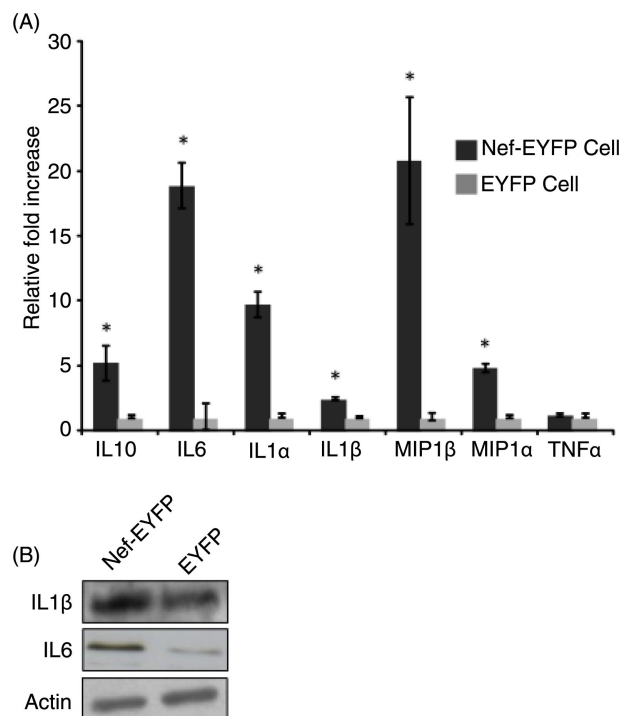 (A)
30
25
20
15
10
5
0
Relative fold increase
* * * * * *
Nef-EYFP Cell
EYFP Cell
IL10 IL6 IL1α IL1β MIP1β MIP1α TNFα
(B)
Nef-EYFP EYFP
IL1β
IL6
Actin